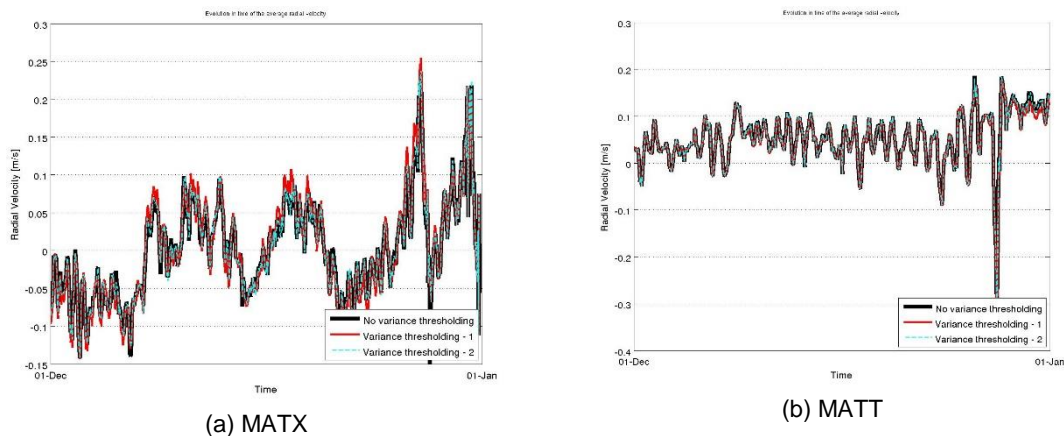 Evolution in time of the average radial velocity
0.3
0.25
0.2
0.15
0.1
0.05
0
-0.05
-0.1
-0.15
Radial Velocity [m/s]
No variance thresholding
Variance thresholding - 1
Variance thresholding - 2
01-Dec
01-Jan
Time
(a) MATX
Evolution in time of the average radial velocity
0.3
0.2
0.1
0
-0.1
-0.2
-0.3
-0.4
Radial Velocity [m/s]
No variance thresholding
Variance thresholding - 1
Variance thresholding - 2
01-Dec
01-Jan
Time
(b) MATT